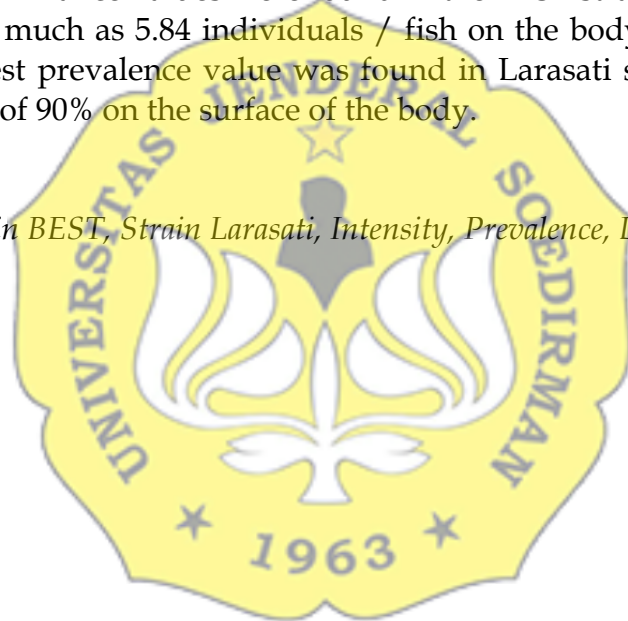 much as 5.84 individuals / fish on the body
est prevalence value was found in Larasati s
of 90% on the surface of the body.
in BEST, Strain Larasati, Intensity, Prevalence,
UNIVERSITAS JENDERAL SOEDIRMAN
1963